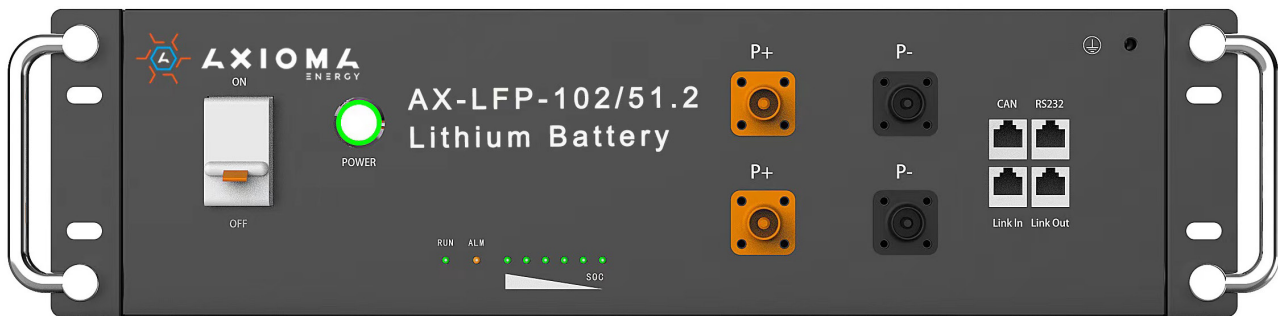 AXIOMA
ENERGY
ON
OFF
POWER
AX-LFP-102/51.2
Lithium Battery
RUN ALM
SOC
P+ P-
P+ P-
CAN RS232
Link In Link Out